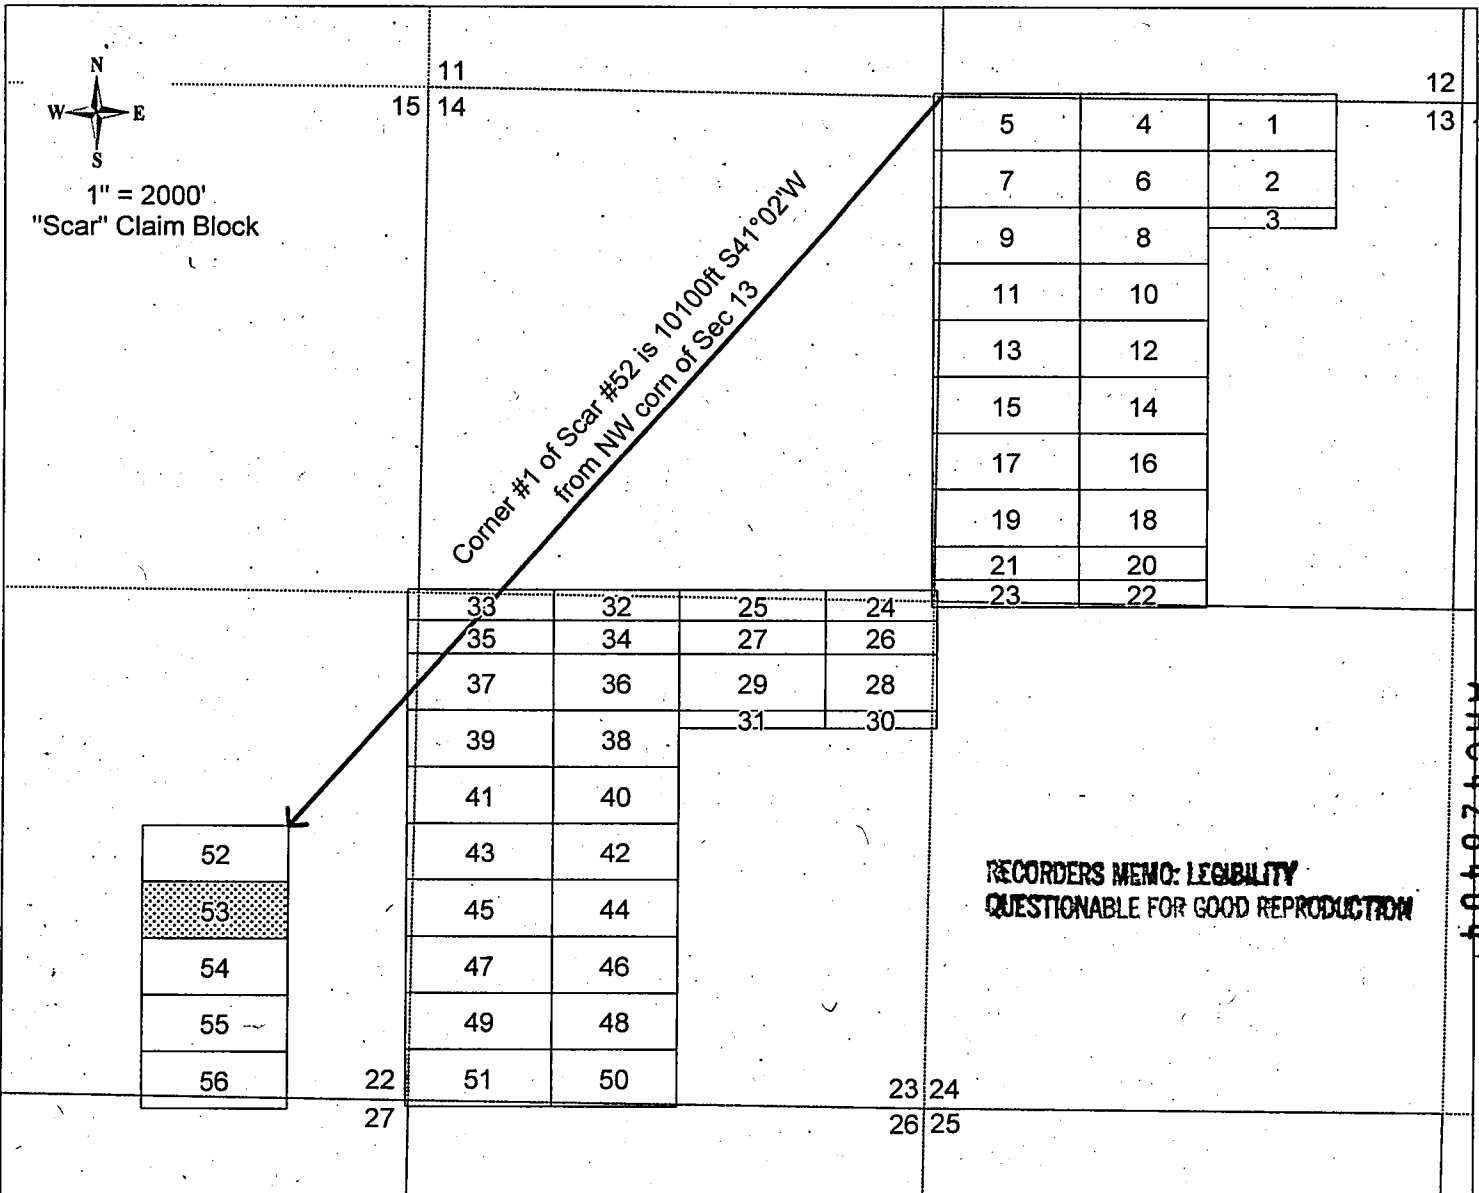 N
W E
S
1" = 2000'
"Scar" Claim Block
11
12
15 14
13
5 4 1
7 6 2
3
9 8
11 10
13 12
15 14
17 16
19 18
21 20
23 22
Corner #1 of Scar #52 is 10100ft S41°02'W
from NW corn of Sec 13
33 32 25 24
35 34 27 26
37 36 29 28
31 30
39 38
41 40
43 42
45 44
47 46
49 48
51 50
52
53
54
55
56
22
27
23 24
26 25
RECORDERS MEMO: LEGIBILITY
QUESTIONABLE FOR GOOD REPRODUCTION